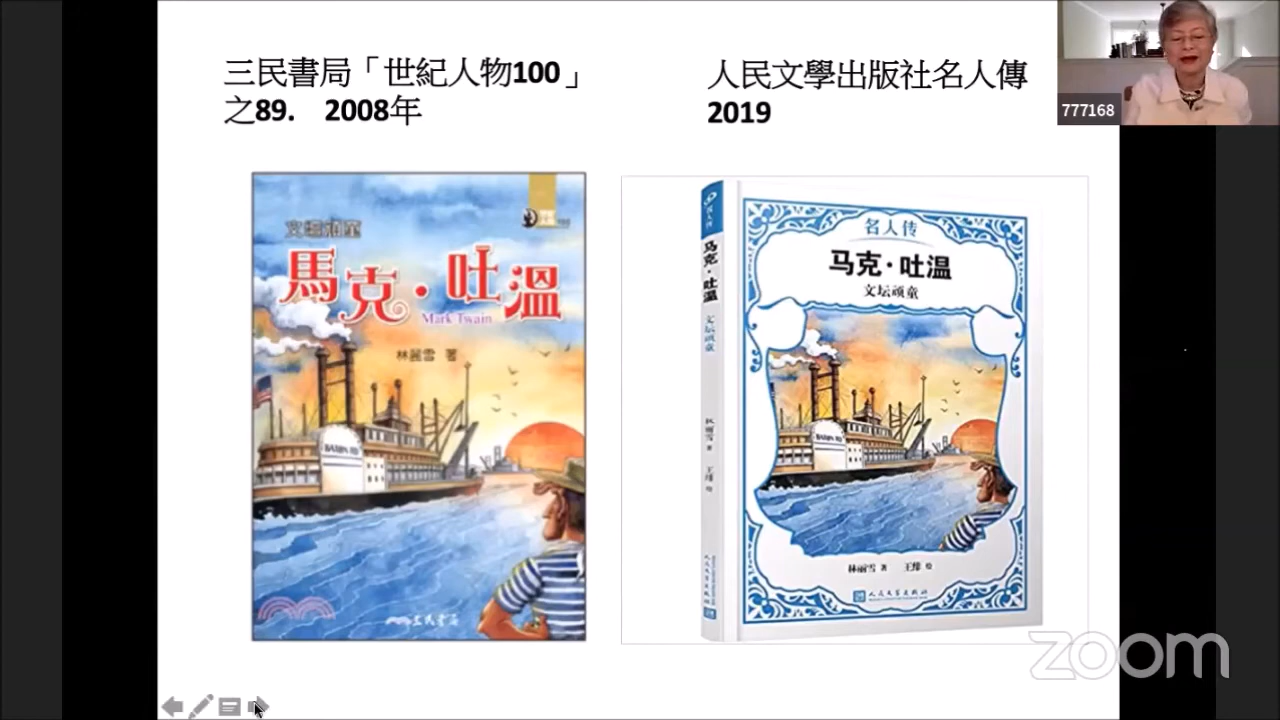 三民書局「世紀人物100」
之89. 2008年
人民文學出版社名人傳
2019
777168
文壇頑童
馬克·吐溫
Mark Twain
林麗雪 著
三民書局
名人传
马克·吐温
文坛顽童
林丽雪 著 王缔 绘
人民文学出版社
名人传
马克·吐温
文坛顽童
林丽雪 著
zoom